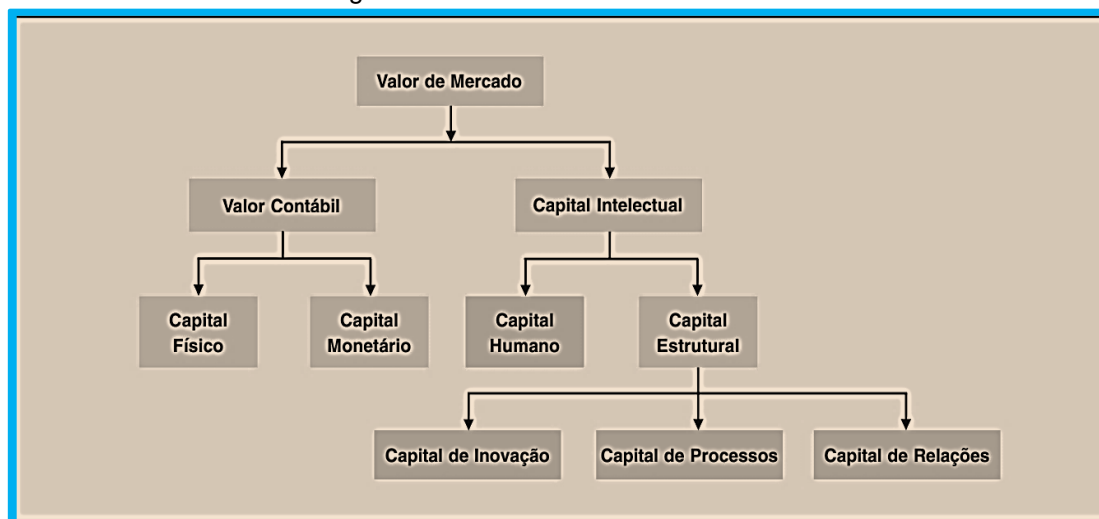 Valor de Mercado
Valor Contábil
Capital Intelectual
Capital
Físico
Capital
Monetário
Capital
Humano
Capital
Estrutural
Capital de Inovação
Capital de Processos
Capital de Relações